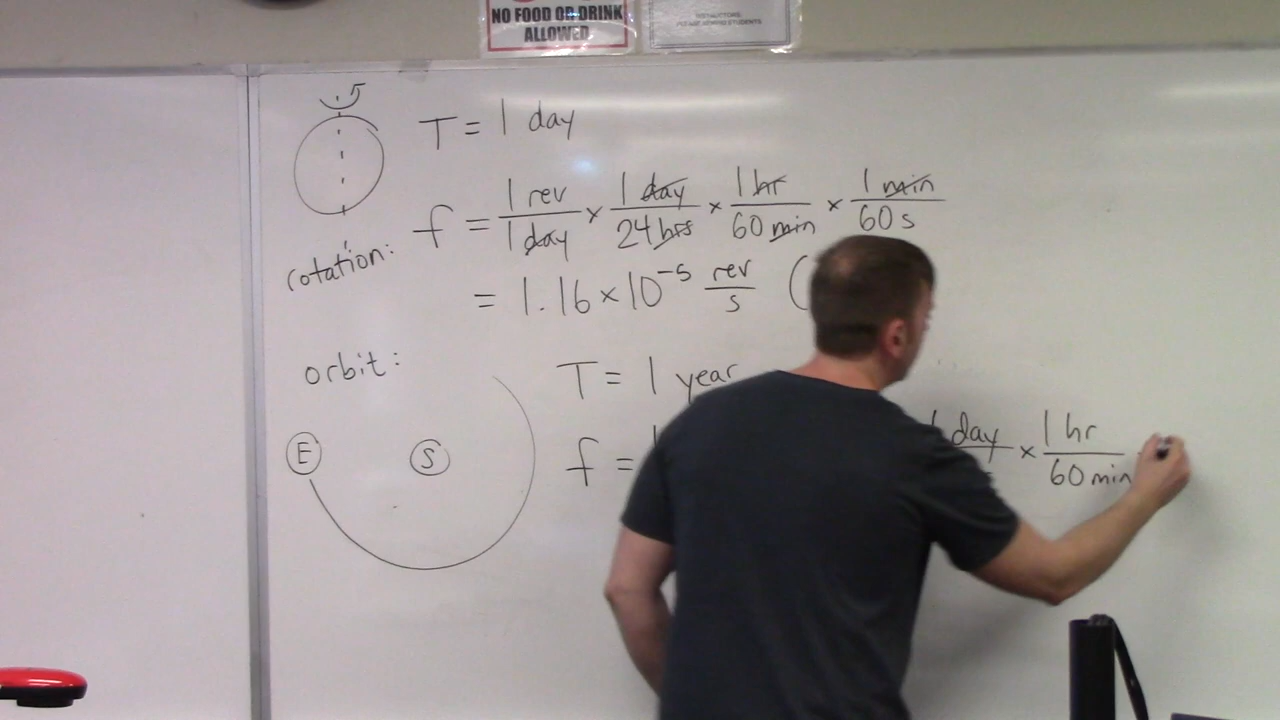 NO FOOD OR DRINK
ALLOWED
INSTRUCTORS:
T = 1 day
f = 1 rev / 1 day × 1 day / 24 hrs × 1 hr / 60 min × 1 min / 60 s
rotation:
= 1.16 × 10⁻⁵ rev / s (
orbit:
T = 1 year
E S
f = 1 day × 1 hr / 60 min